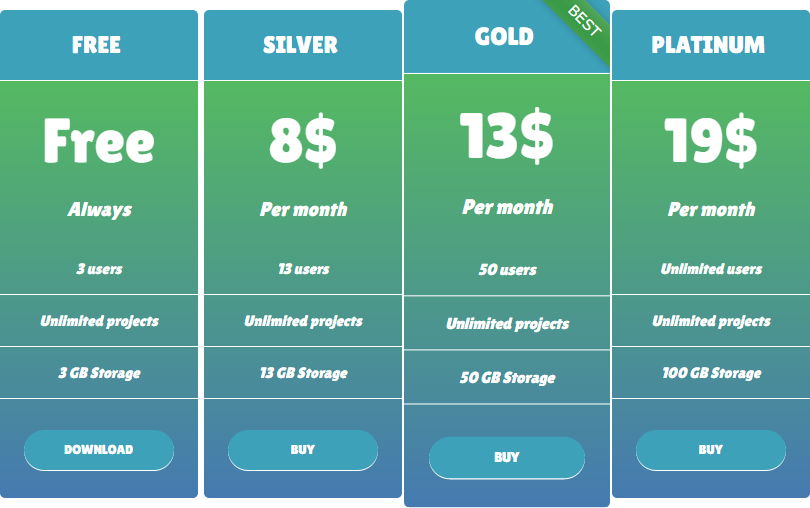 FREE
Free
Always
3 users
Unlimited projects
3 GB Storage
DOWNLOAD
SILVER
8$
Per month
13 users
Unlimited projects
13 GB Storage
BUY
GOLD
BEST
13$
Per month
50 users
Unlimited projects
50 GB Storage
BUY
PLATINUM
19$
Per month
Unlimited users
Unlimited projects
100 GB Storage
BUY